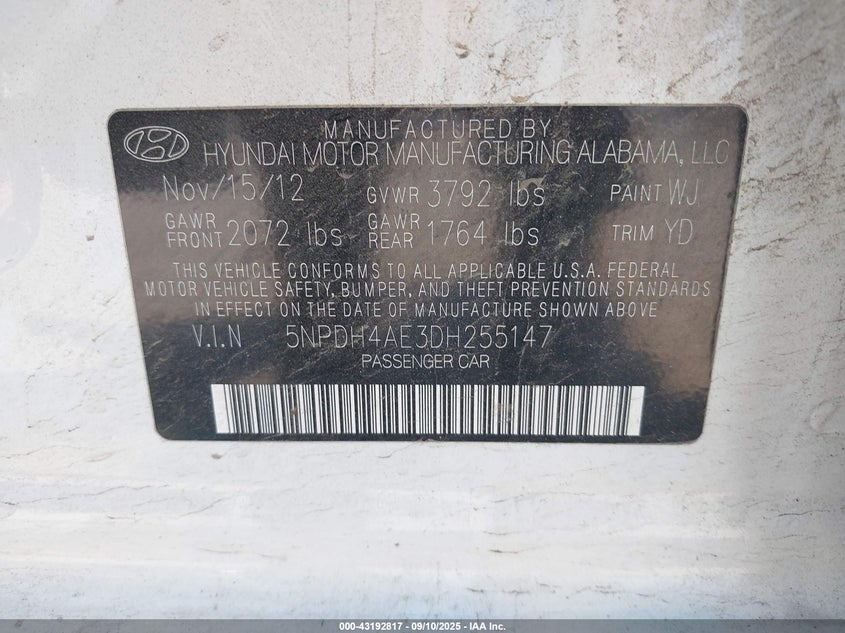 MANUFACTURED BY
HYUNDAI MOTOR MANUFACTURING ALABAMA, LLC
Nov/15/12 GVWR 3792 lbs PAINT WJ
GAWR FRONT 2072 lbs GAWR REAR 1764 lbs TRIM YD
THIS VEHICLE CONFORMS TO ALL APPLICABLE U.S.A. FEDERAL
MOTOR VEHICLE SAFETY, BUMPER, AND THEFT PREVENTION STANDARDS
IN EFFECT ON THE DATE OF MANUFACTURE SHOWN ABOVE
V.I.N 5NPDH4AE3DH255147
PASSENGER CAR
000-43192817 - 09/10/2025 - IAA Inc.